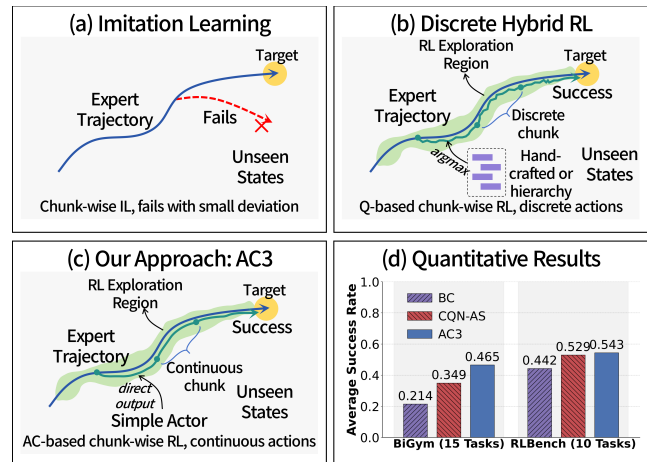 (a) Imitation Learning
Target
Expert
Trajectory
Fails
Unseen
States
Chunk-wise IL, fails with small deviation
(b) Discrete Hybrid RL
RL Exploration
Region
Target
Success
Expert
Trajectory
Discrete
chunk
argmax
Hand-
crafted or
hierarchy
Unseen
States
Q-based chunk-wise RL, discrete actions
(c) Our Approach: AC3
RL Exploration
Region
Target
Success
Expert
Trajectory
Continuous
chunk
direct
output
Simple Actor
Unseen
States
AC-based chunk-wise RL, continuous actions
(d) Quantitative Results
Average Success Rate
1.0
0.8
0.6
0.4
0.2
0.0
BC
CQN-AS
AC3
0.214
0.349
0.465
0.442
0.529
0.543
BiGym (15 Tasks)
RLBench (10 Tasks)